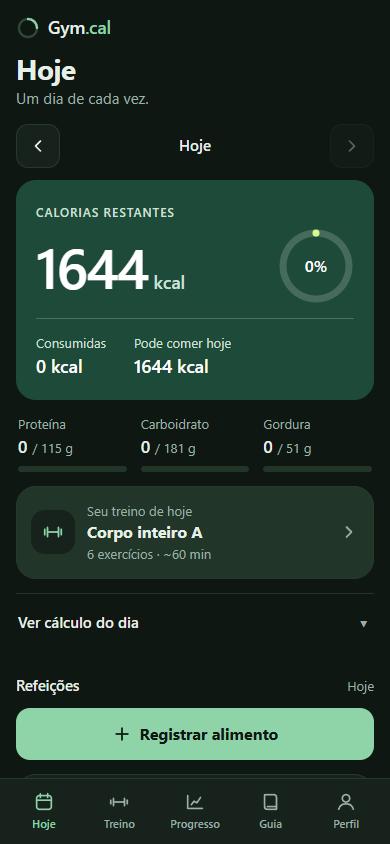 Gym.cal
Hoje
Um dia de cada vez.
Hoje
CALORIAS RESTANTES
1644 kcal
0%
Consumidas
0 kcal
Pode comer hoje
1644 kcal
Proteína
0 / 115 g
Carboidrato
0 / 181 g
Gordura
0 / 51 g
Seu treino de hoje
Corpo inteiro A
6 exercícios · ~60 min
Ver cálculo do dia
Refeições
Hoje
+ Registrar alimento
Hoje
Treino
Progresso
Guia
Perfil